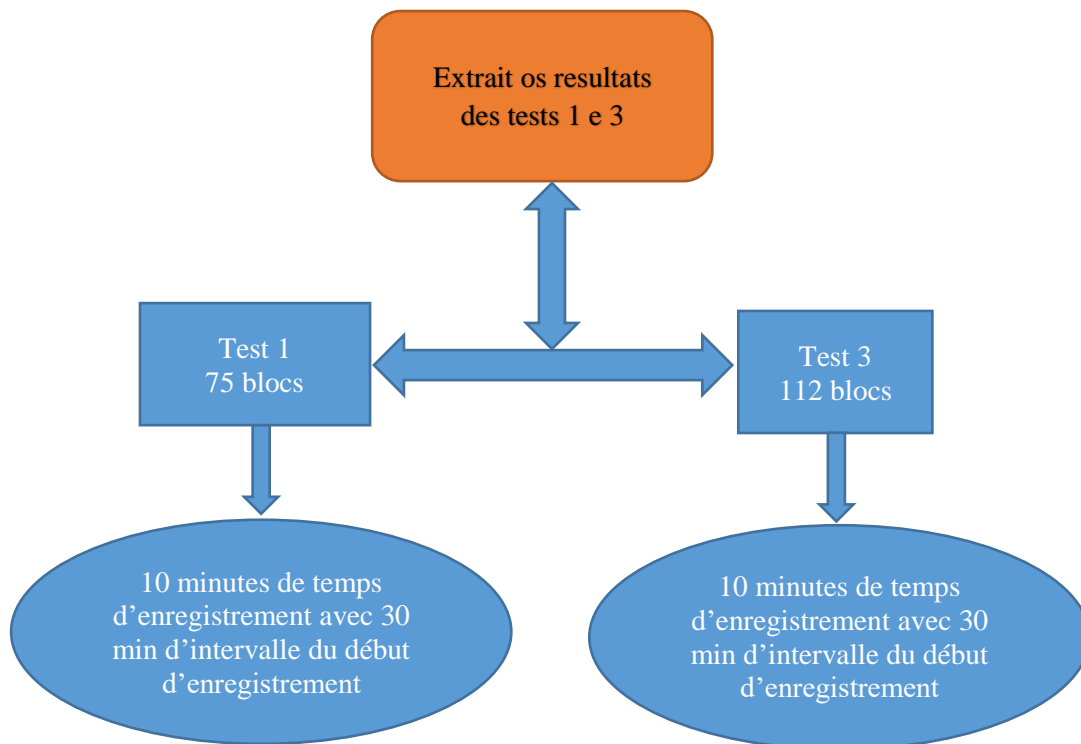 Extrait os resultats
des tests 1 e 3
Test 1
75 blocs
Test 3
112 blocs
10 minutes de temps
d’enregistrement avec 30
min d’intervalle du début
d’enregistrement
10 minutes de temps
d’enregistrement avec 30
min d’intervalle du début
d’enregistrement